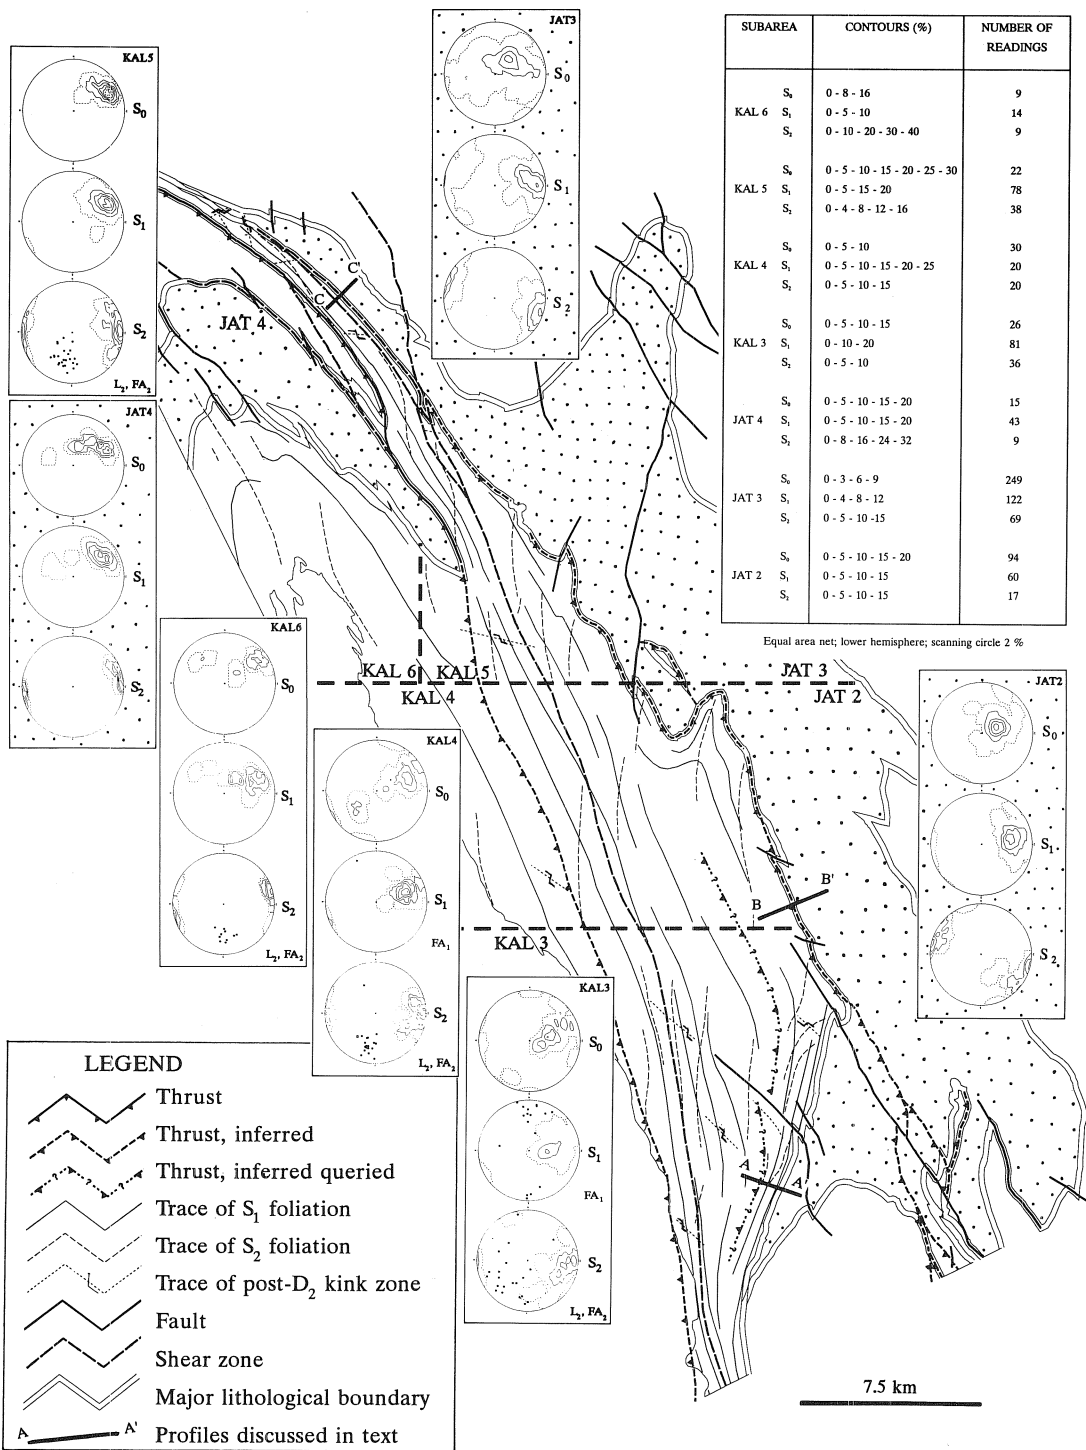 SUBAREA CONTOURS (%) NUMBER OF READINGS
S₀ 0 - 8 - 16 9
KAL 6 S₁ 0 - 5 - 10 14
S₂ 0 - 10 - 20 - 30 - 40 9
S₀ 0 - 5 - 10 - 15 - 20 - 25 - 30 22
KAL 5 S₁ 0 - 5 - 15 - 20 78
S₂ 0 - 4 - 8 - 12 - 16 38
S₀ 0 - 5 - 10 30
KAL 4 S₁ 0 - 5 - 10 - 15 - 20 - 25 20
S₂ 0 - 5 - 10 - 15 20
S₀ 0 - 5 - 10 - 15 26
KAL 3 S₁ 0 - 10 - 20 81
S₂ 0 - 5 - 10 36
S₀ 0 - 5 - 10 - 15 - 20 15
JAT 4 S₁ 0 - 5 - 10 - 15 - 20 43
S₂ 0 - 8 - 16 - 24 - 32 9
S₀ 0 - 3 - 6 - 9 249
JAT 3 S₁ 0 - 4 - 8 - 12 122
S₂ 0 - 5 - 10 -15 69
S₀ 0 - 5 - 10 - 15 - 20 94
JAT 2 S₁ 0 - 5 - 10 - 15 60
S₂ 0 - 5 - 10 - 15 17
Equal area net; lower hemisphere; scanning circle 2 %
KAL5
S₀
S₁
S₂
L₂, FA₂
JAT3
S₀
S₁
S₂
JAT4
S₀
S₁
S₂
KAL6
S₀
S₁
S₂
L₂, FA₂
KAL4
S₀
S₁
FA₁
S₂
L₂, FA₂
KAL3
S₀
S₁
FA₁
S₂
L₂, FA₂
JAT2
S₀
S₁
S₂
C C'
JAT 4
KAL 6 KAL 5
KAL 4
JAT 3
JAT 2
B B'
KAL 3
A A
LEGEND
Thrust
Thrust, inferred
Thrust, inferred queried
Trace of S₁ foliation
Trace of S₂ foliation
Trace of post-D₂ kink zone
Fault
Shear zone
Major lithological boundary
A A' Profiles discussed in text
7.5 km